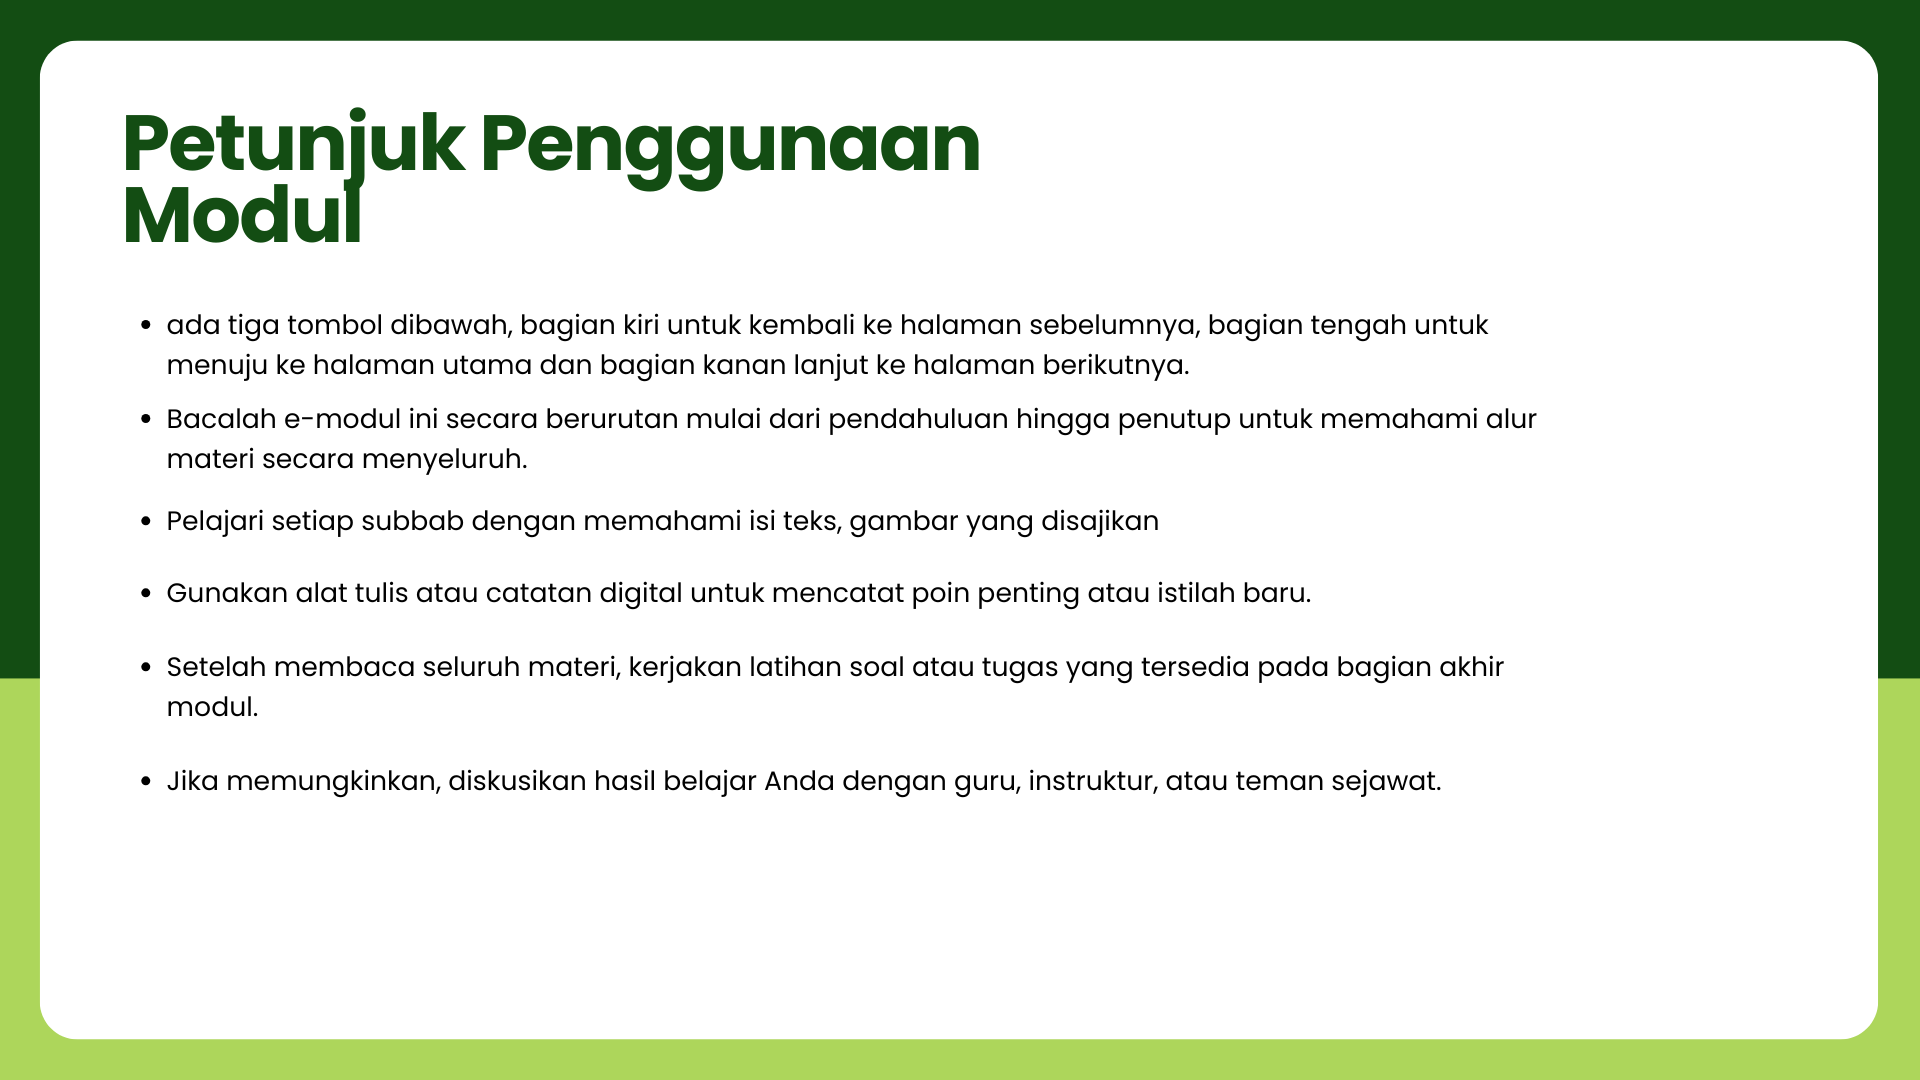 Petunjuk Penggunaan
Modul
• ada tiga tombol dibawah, bagian kiri untuk kembali ke halaman sebelumnya, bagian tengah untuk
menuju ke halaman utama dan bagian kanan lanjut ke halaman berikutnya.
• Bacalah e-modul ini secara berurutan mulai dari pendahuluan hingga penutup untuk memahami alur
materi secara menyeluruh.
• Pelajari setiap subbab dengan memahami isi teks, gambar yang disajikan
• Gunakan alat tulis atau catatan digital untuk mencatat poin penting atau istilah baru.
• Setelah membaca seluruh materi, kerjakan latihan soal atau tugas yang tersedia pada bagian akhir
modul.
• Jika memungkinkan, diskusikan hasil belajar Anda dengan guru, instruktur, atau teman sejawat.